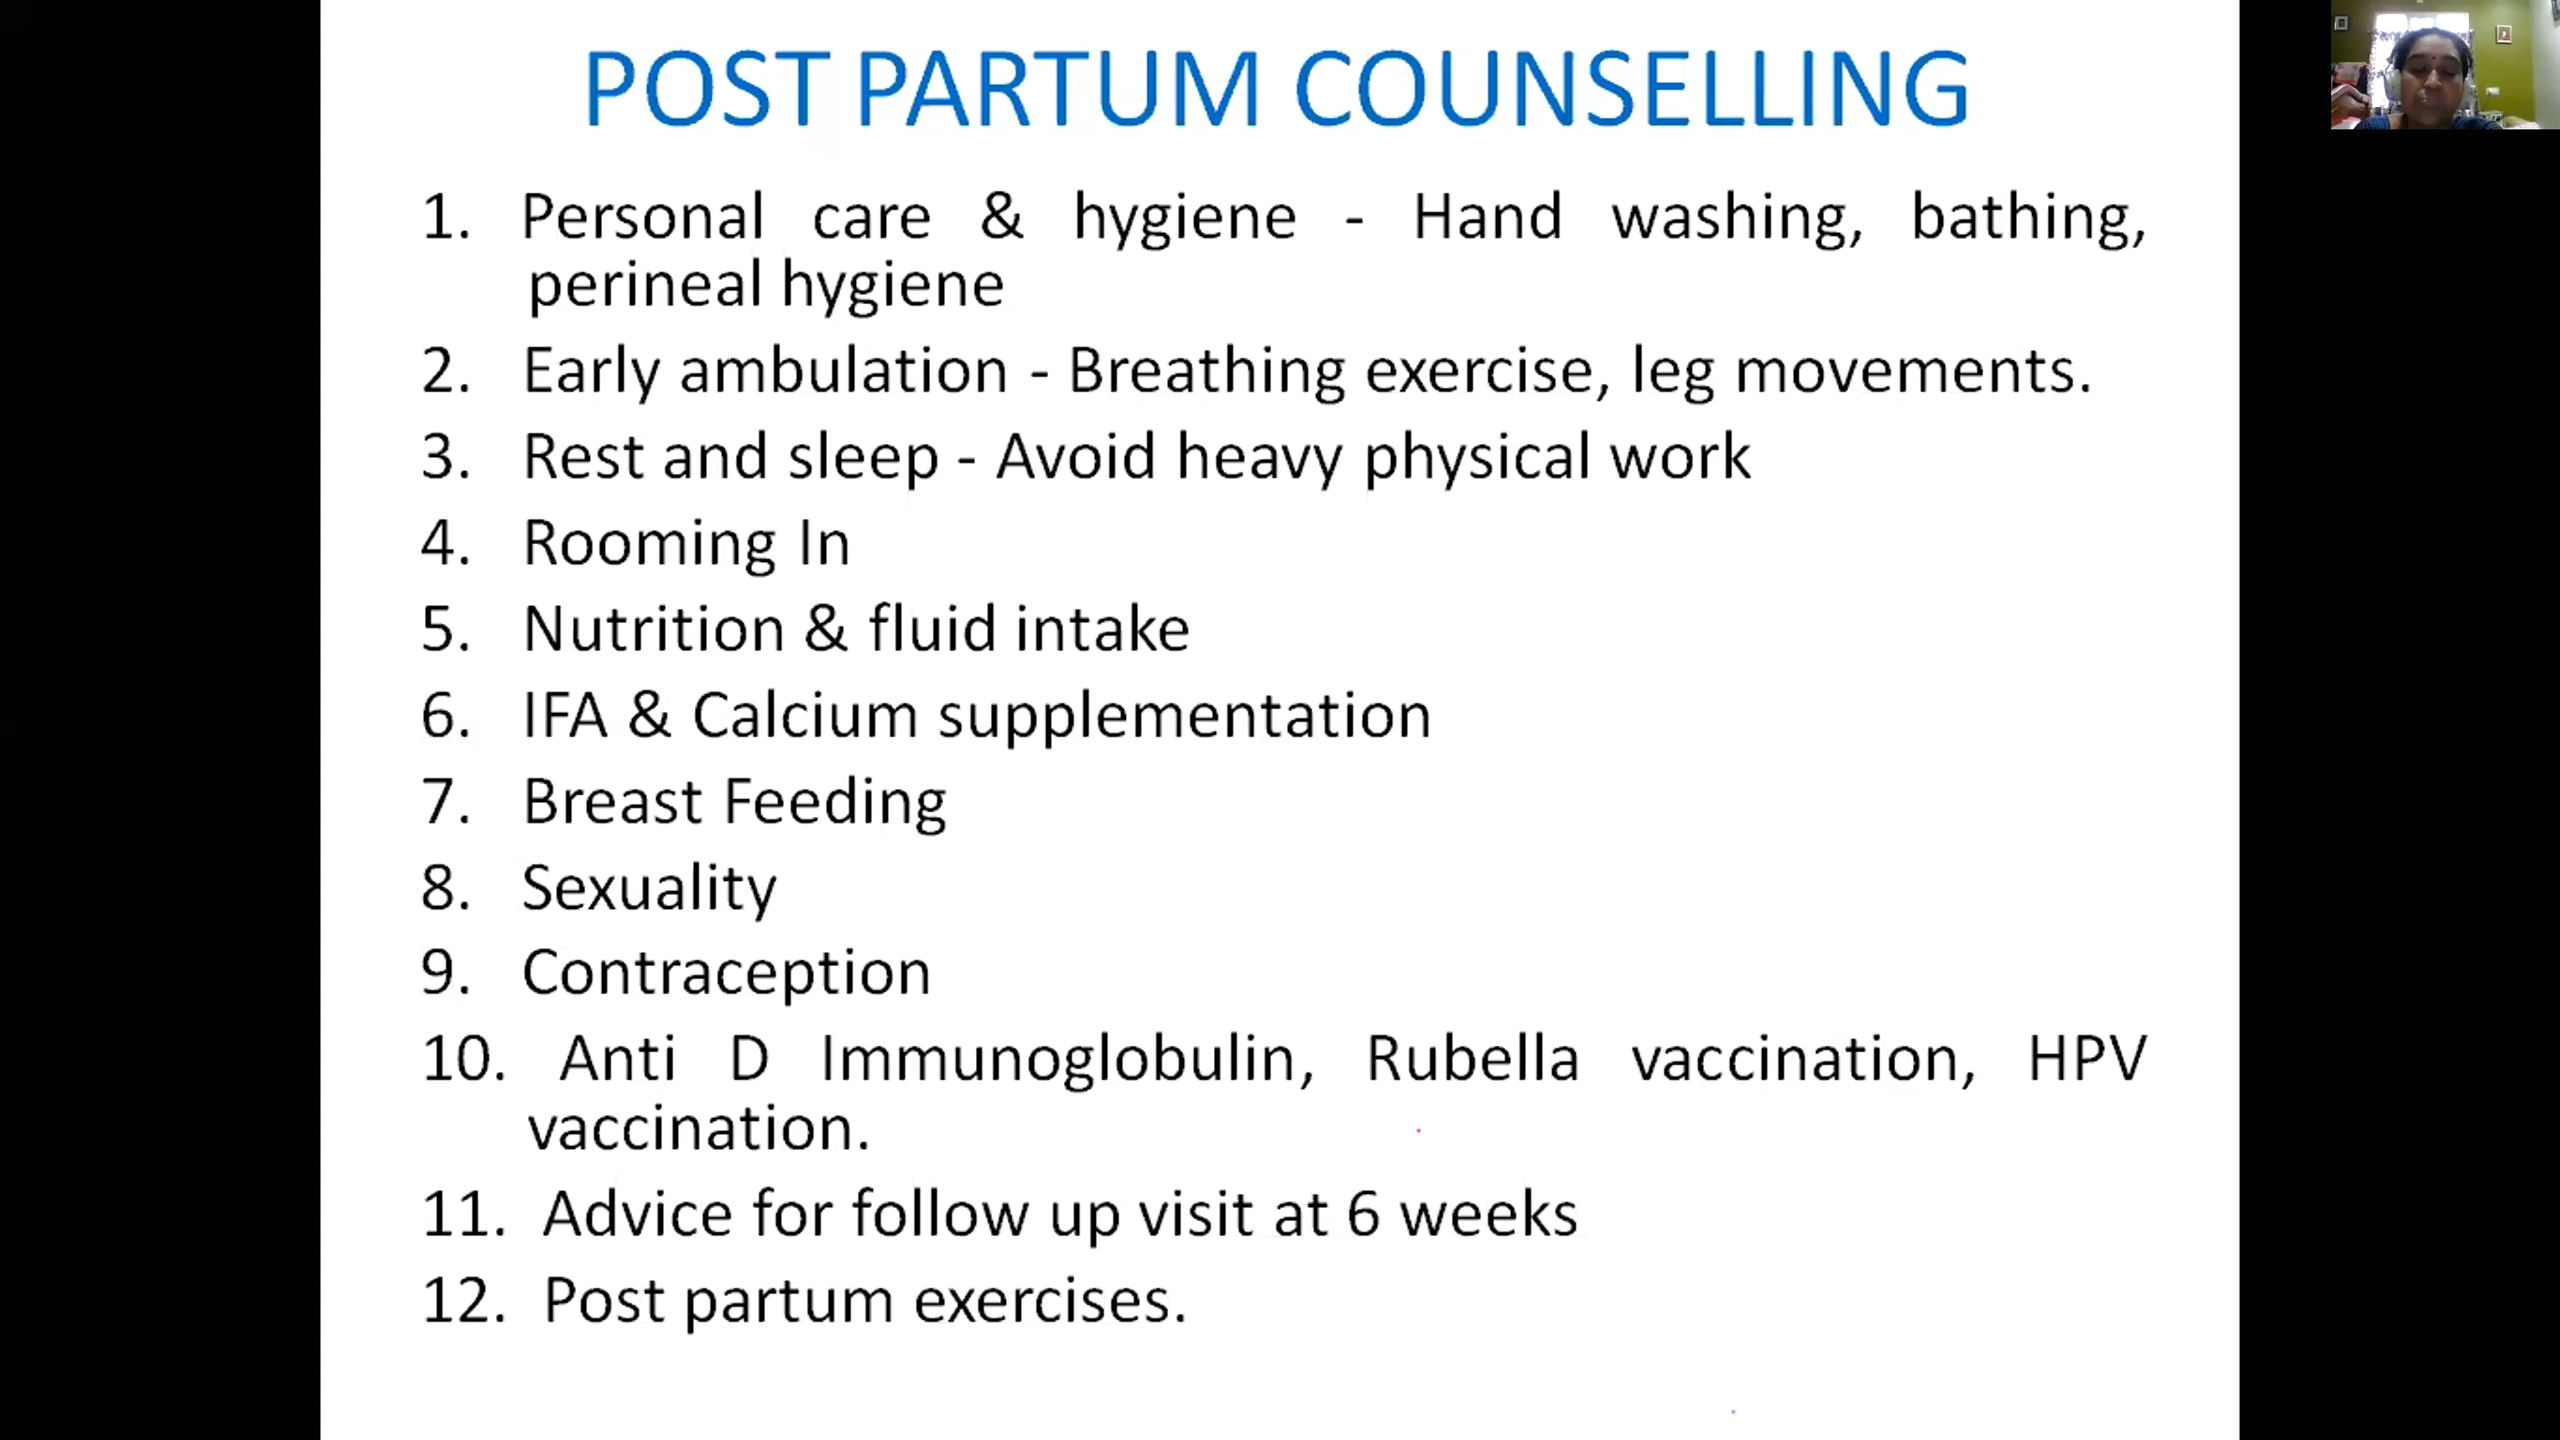 POST PARTUM COUNSELLING
1. Personal care & hygiene - Hand washing, bathing,
perineal hygiene
2. Early ambulation - Breathing exercise, leg movements.
3. Rest and sleep - Avoid heavy physical work
4. Rooming In
5. Nutrition & fluid intake
6. IFA & Calcium supplementation
7. Breast Feeding
8. Sexuality
9. Contraception
10. Anti D Immunoglobulin, Rubella vaccination, HPV
vaccination.
11. Advice for follow up visit at 6 weeks
12. Post partum exercises.